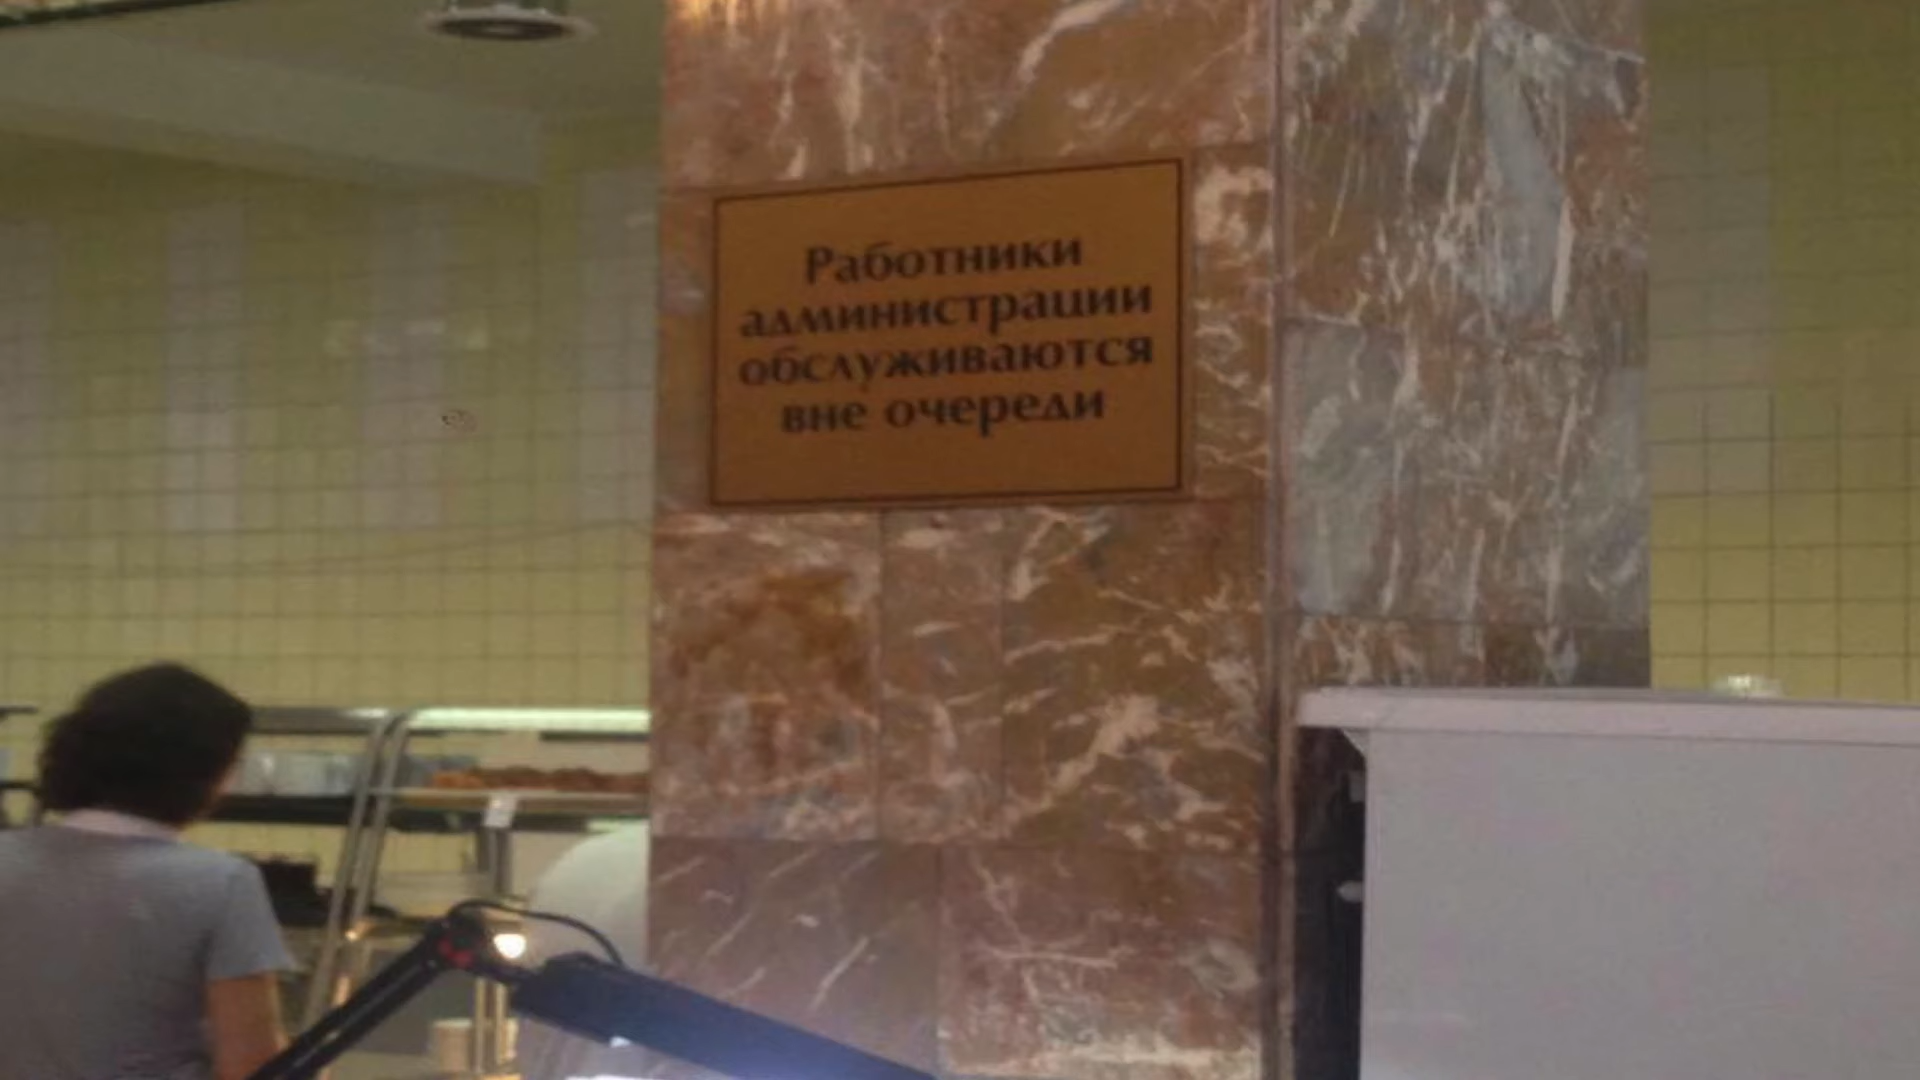 Работники
администрации
обслуживаются
вне очереди